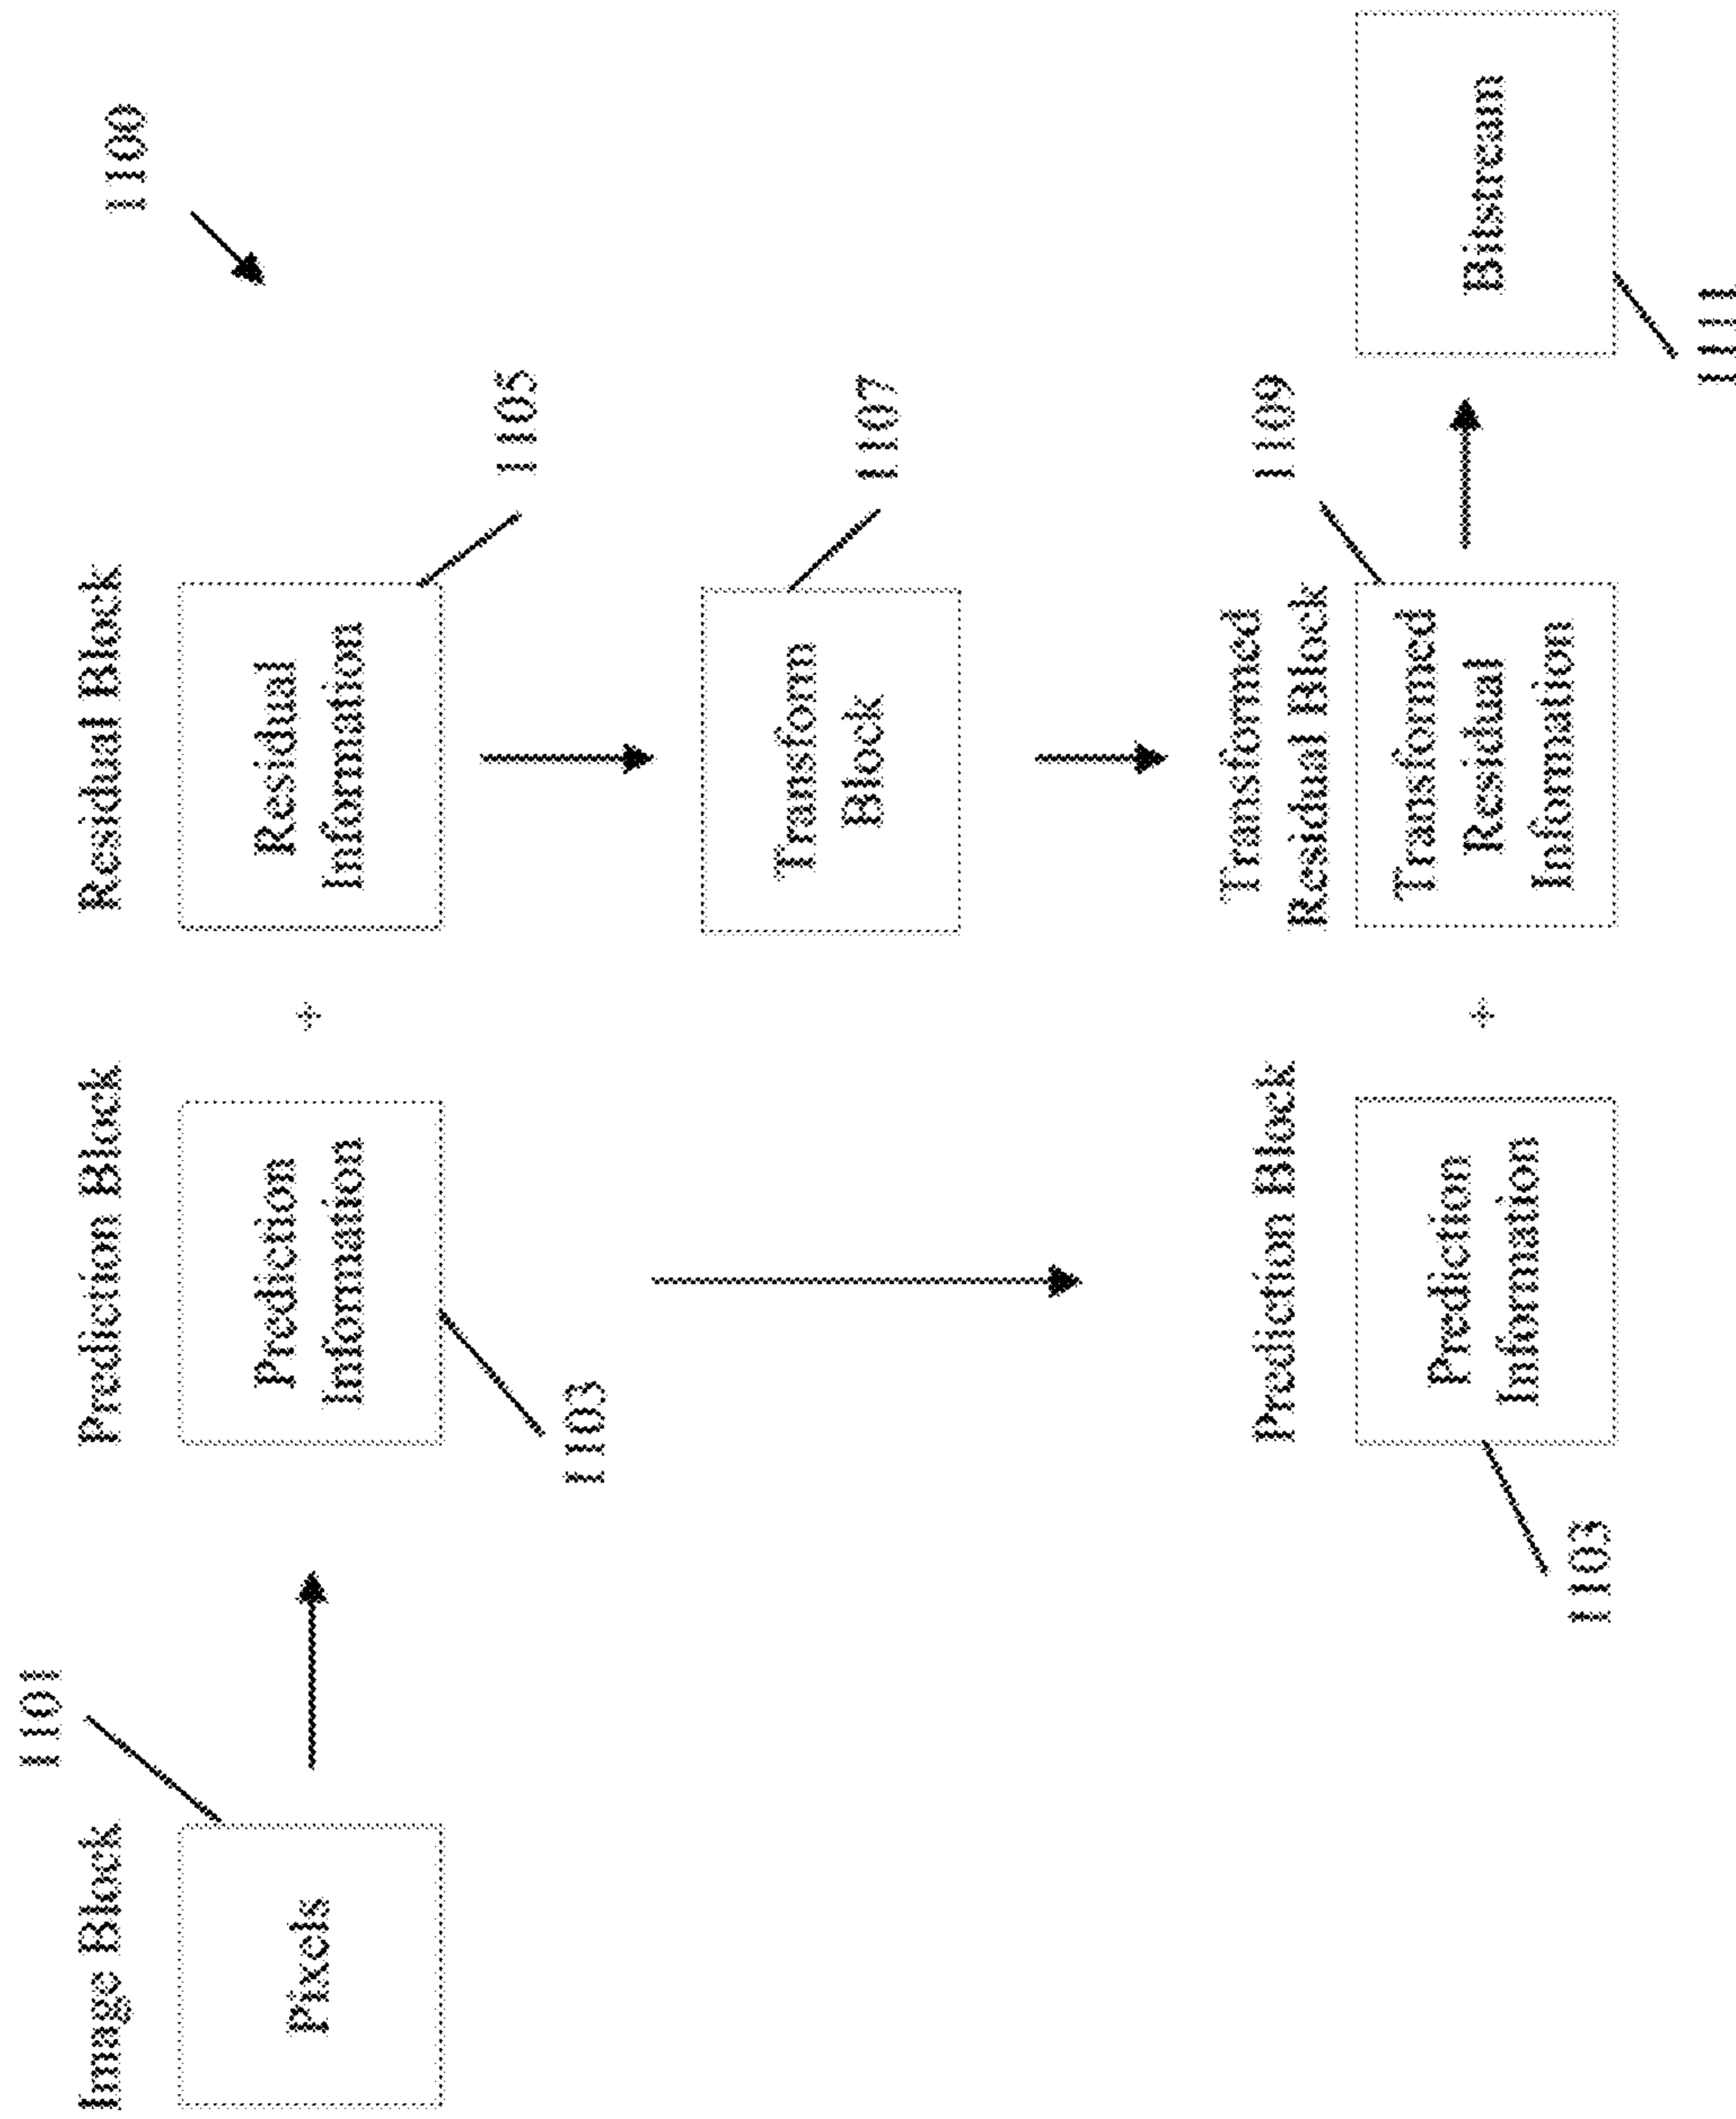 1100
1101
Image Block
Pixels
Prediction Block
Prediction
Information
1103
+
Residual Block
Residual
Information
1105
Transform
Block
1107
Prediction Block
Prediction
Information
1103
+
Transformed
Residual Block
Transformed
Residual
Information
1109
Bitstream
1111